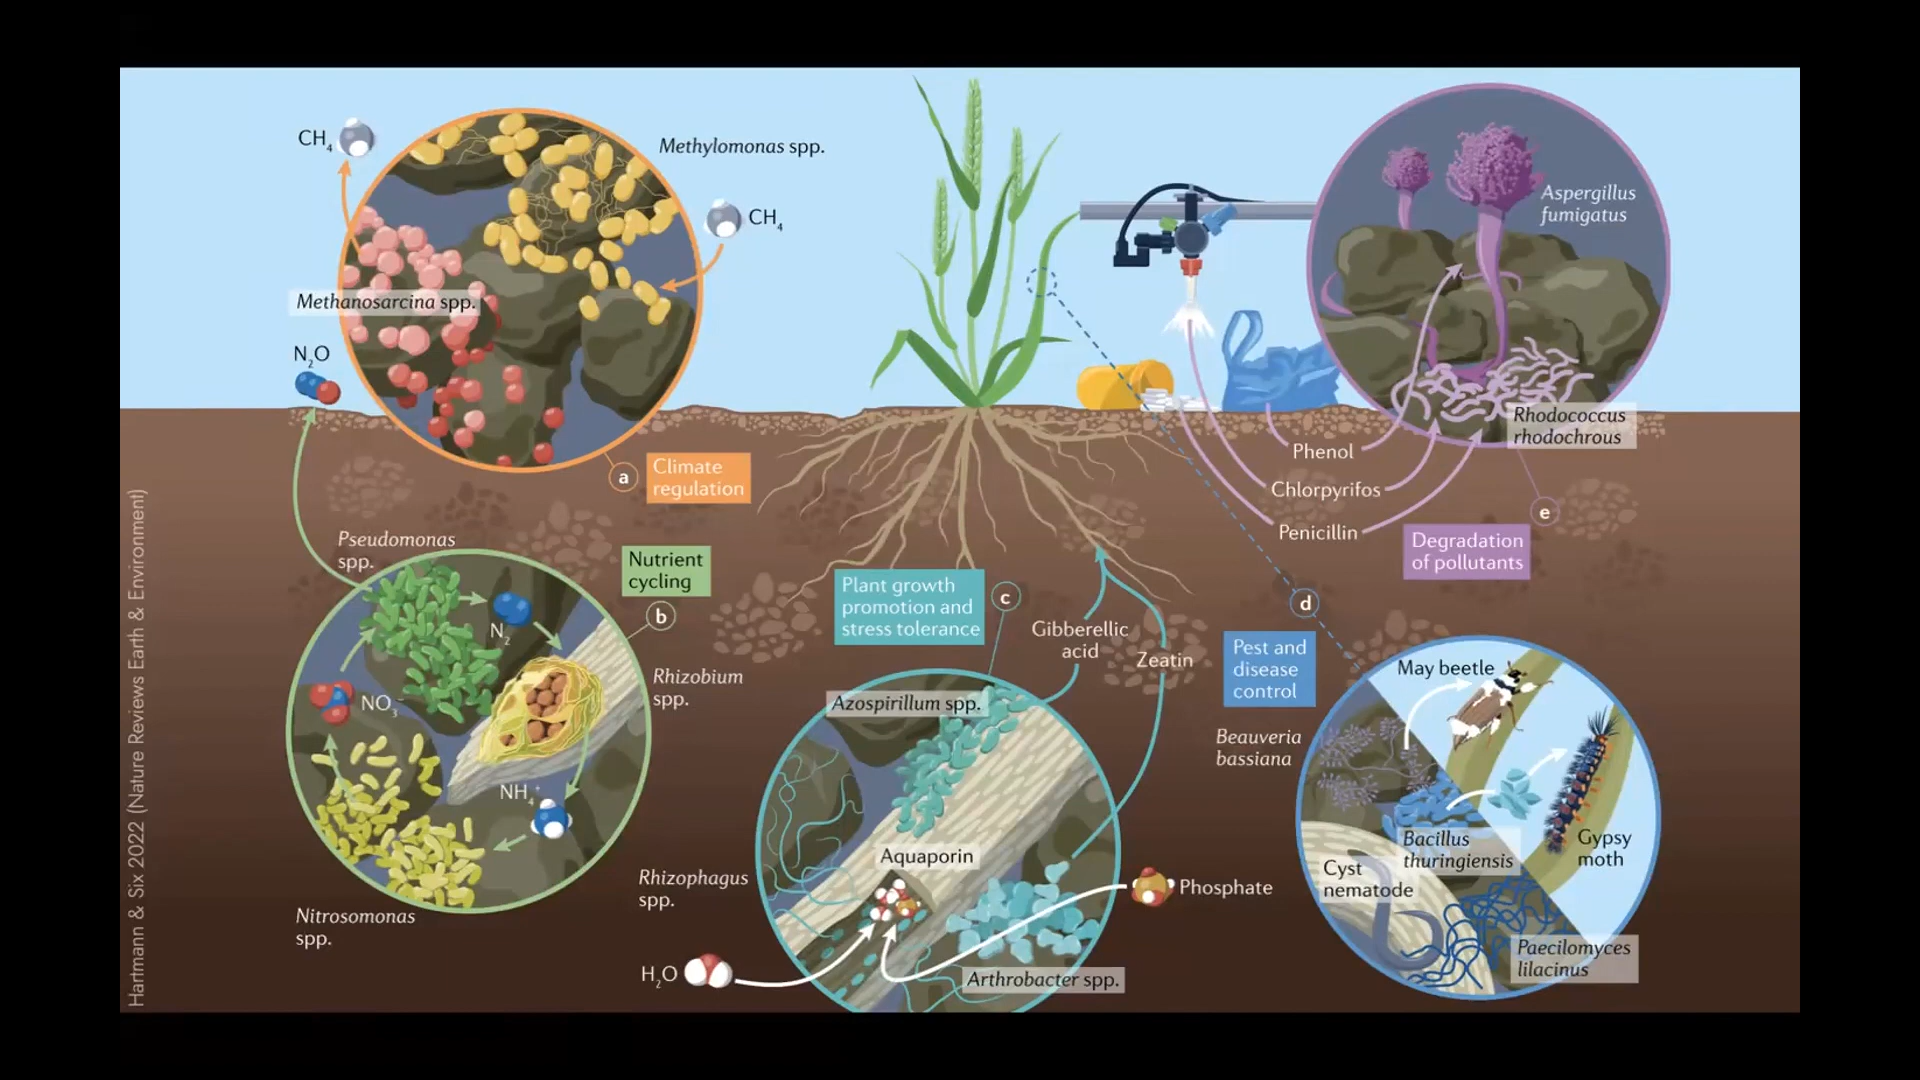 CH4
Methylomonas spp.
CH4
Methanosarcina spp.
N2O
a
Climate
regulation
Aspergillus
fumigatus
Rhodococcus
rhodochrous
Phenol
Chlorpyrifos
Penicillin
e
Degradation
of pollutants
Pseudomonas
spp.
Nutrient
cycling
b
N2
NO3-
Rhizobium
spp.
NH4+
Nitrosomonas
spp.
Plant growth
promotion and
stress tolerance
c
Gibberellic
acid
Zeatin
Azospirillum spp.
Aquaporin
Rhizophagus
spp.
H2O
Phosphate
Arthrobacter spp.
d
Pest and
disease
control
May beetle
Beauveria
bassiana
Bacillus
thuringiensis
Gypsy
moth
Cyst
nematode
Paecilomyces
lilacinus
Hartmann & Six 2022 (Nature Reviews Earth & Environment)